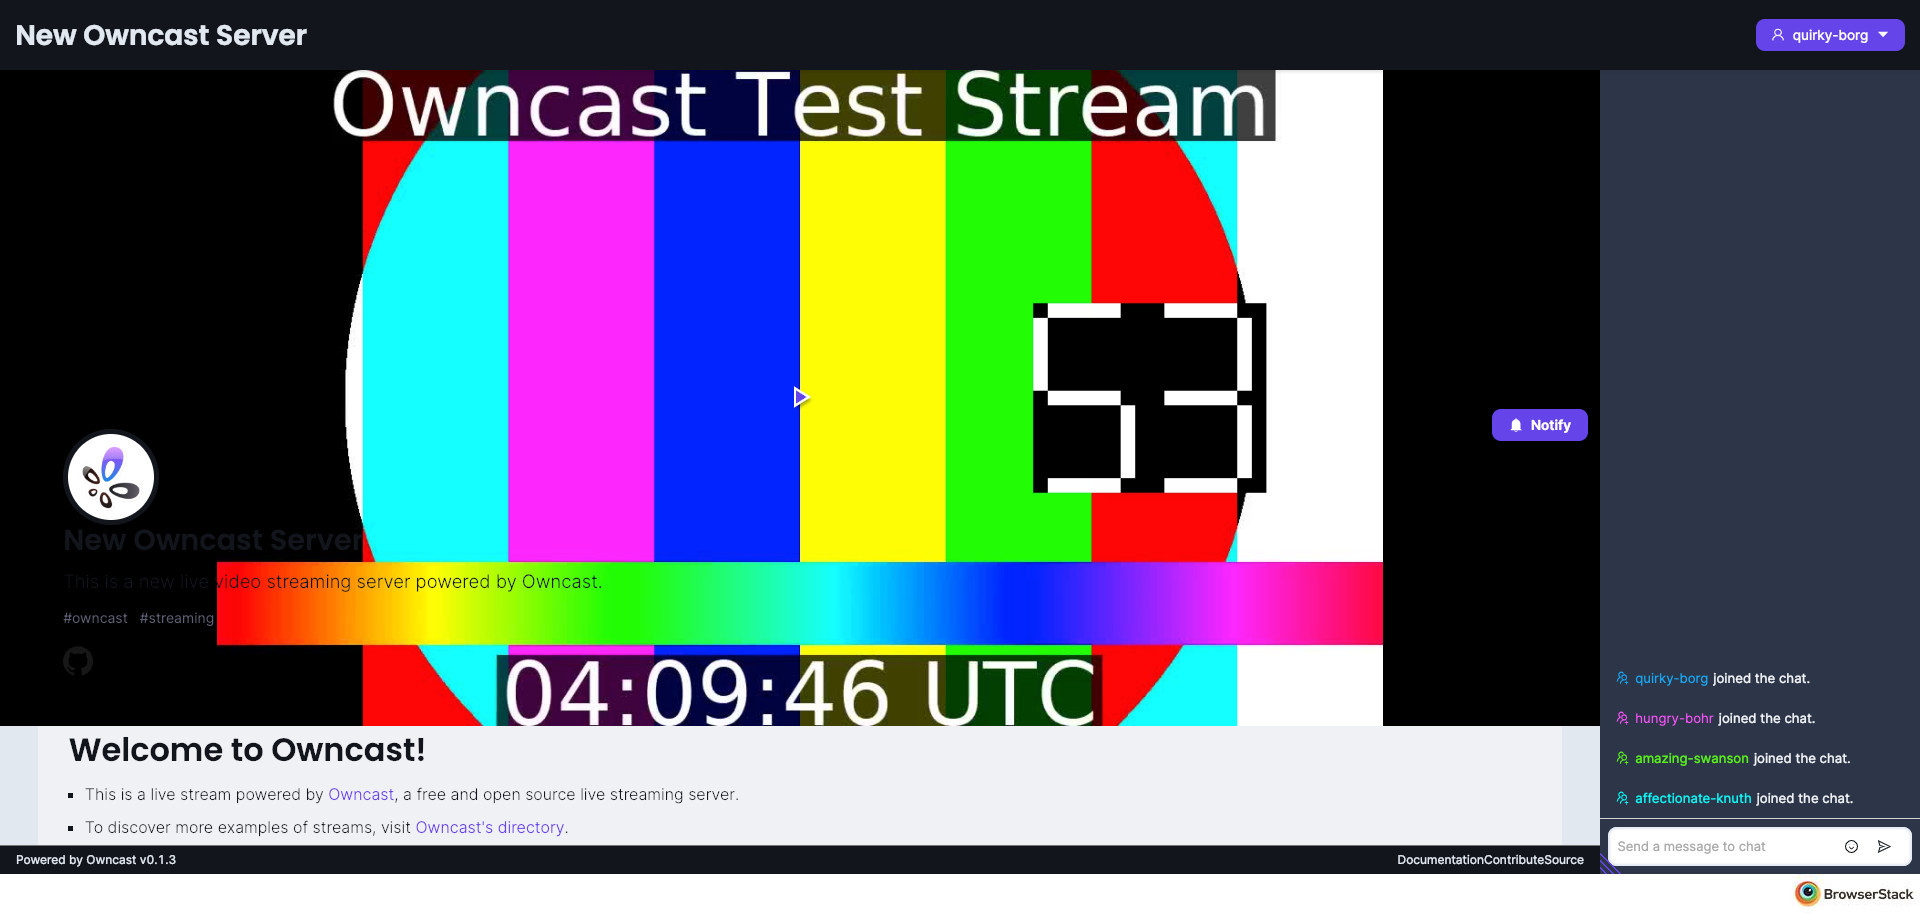 New Owncast Server
quirky-borg
Owncast Test Stream
53
Notify
New Owncast Server
This is a new live video streaming server powered by Owncast.
#owncast #streaming
04:09:46 UTC
Welcome to Owncast!
This is a live stream powered by Owncast, a free and open source live streaming server.
To discover more examples of streams, visit Owncast's directory.
Powered by Owncast v0.1.3
DocumentationContributeSource
quirky-borg joined the chat.
hungry-bohr joined the chat.
amazing-swanson joined the chat.
affectionate-knuth joined the chat.
Send a message to chat
BrowserStack